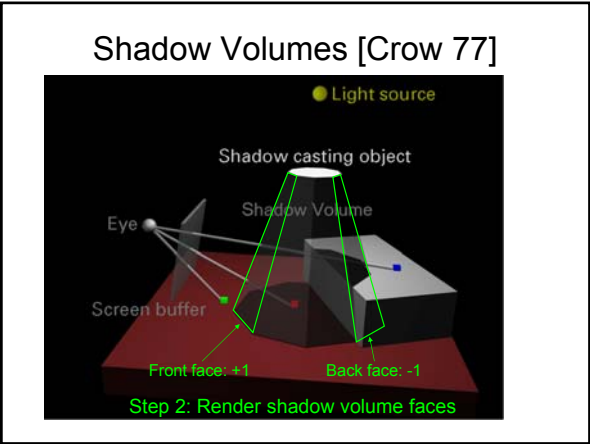 Shadow Volumes [Crow 77]
Light source
Shadow casting object
Shadow Volume
Eye
Screen buffer
Front face: +1
Back face: -1
Step 2: Render shadow volume faces